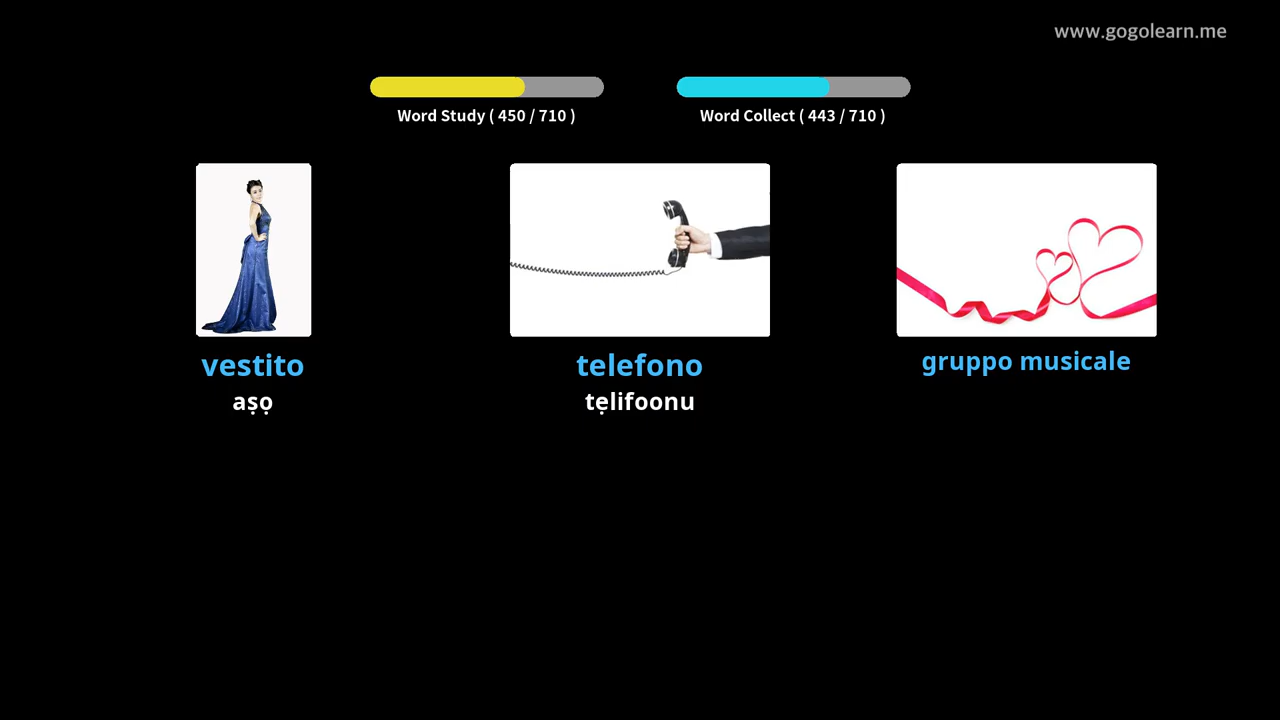 www.gogolearn.me
Word Study ( 450 / 710 )
Word Collect ( 443 / 710 )
vestito
aṣọ
telefono
tẹlifoonu
gruppo musicale